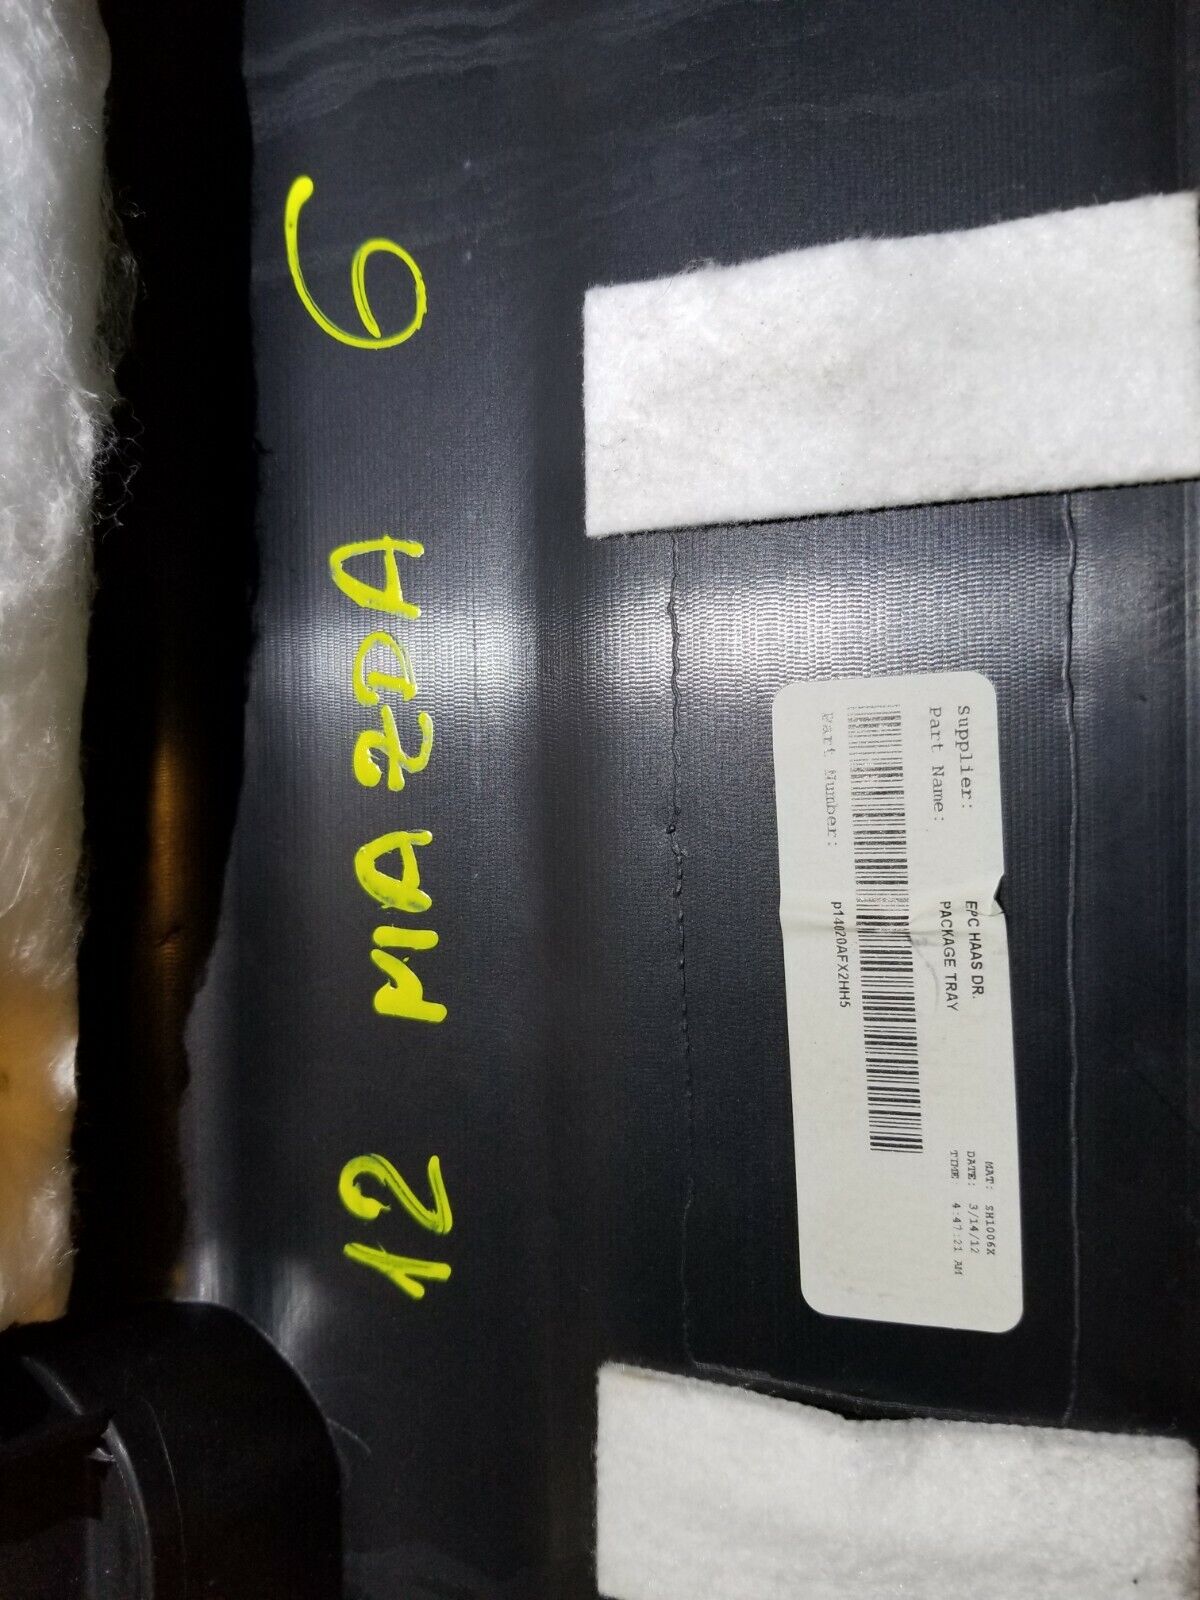 12 MAZDA 6
Supplier: EPC HAAS DR.
Part Name: PACKAGE TRAY
Part Number: p14020AFX2HH5
MAT: SH1006X
DATE: 3/14/12
TIME: 4:47:21 AM